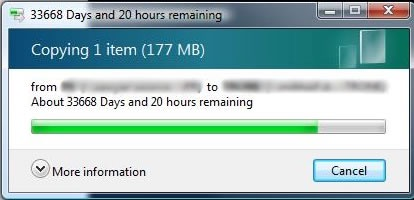 33668 Days and 20 hours remaining
Copying 1 item (177 MB)
from to
About 33668 Days and 20 hours remaining
More information
Cancel